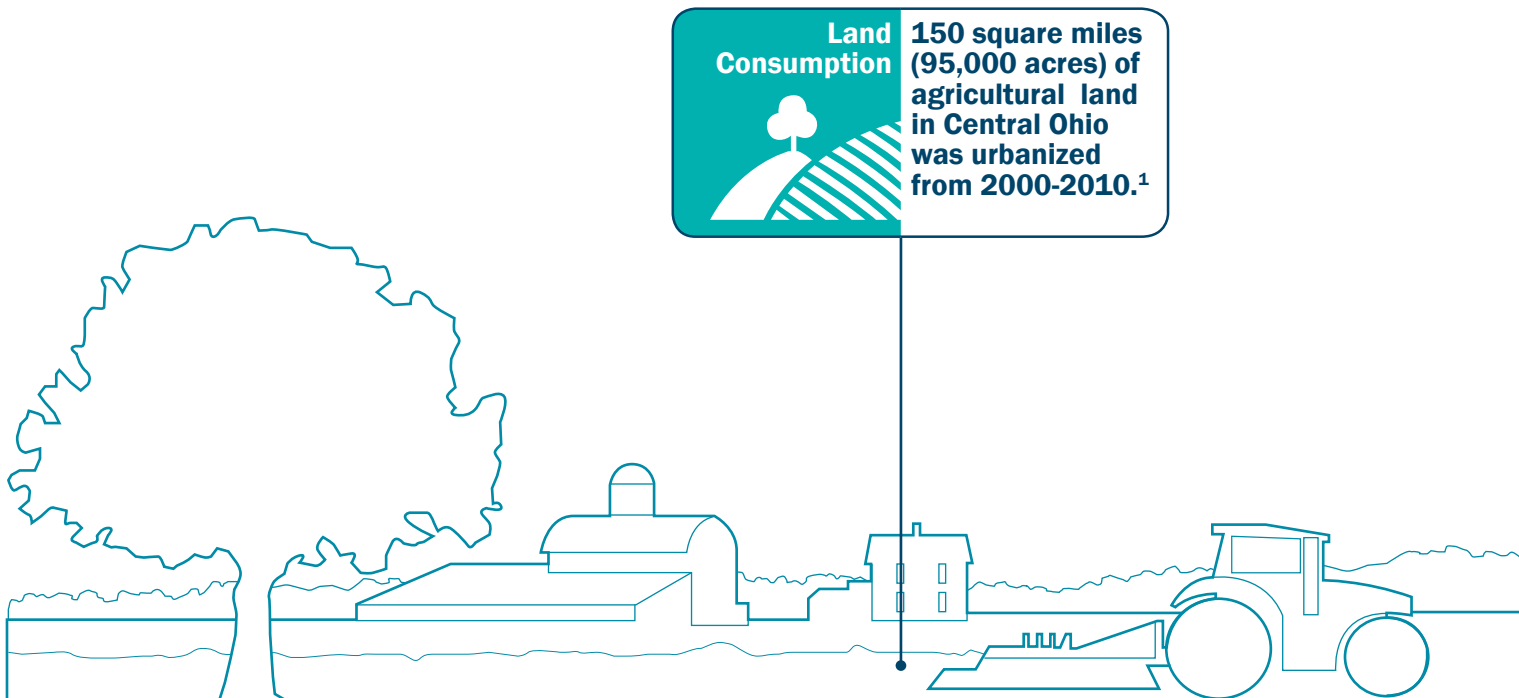 Land
Consumption
150 square miles
(95,000 acres) of
agricultural land
in Central Ohio
was urbanized
from 2000-2010.¹